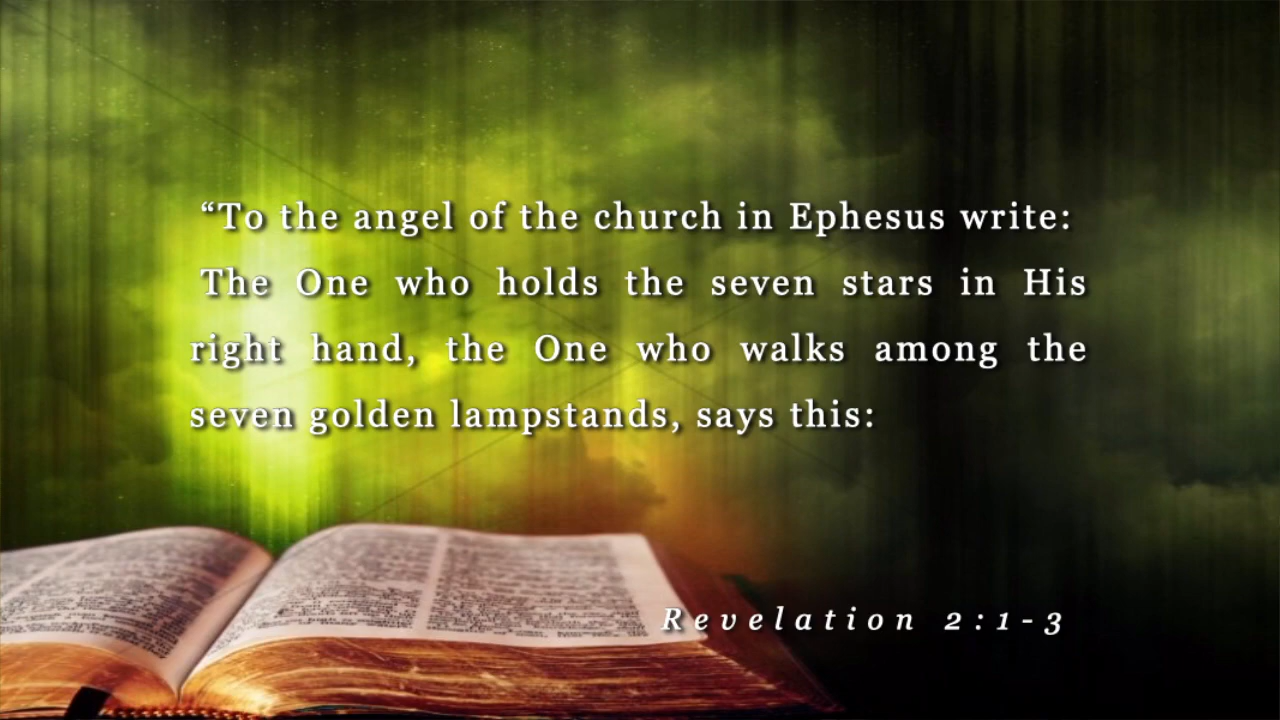 “To the angel of the church in Ephesus write:
The One who holds the seven stars in His
right hand, the One who walks among the
seven golden lampstands, says this:
Revelation 2:1-3